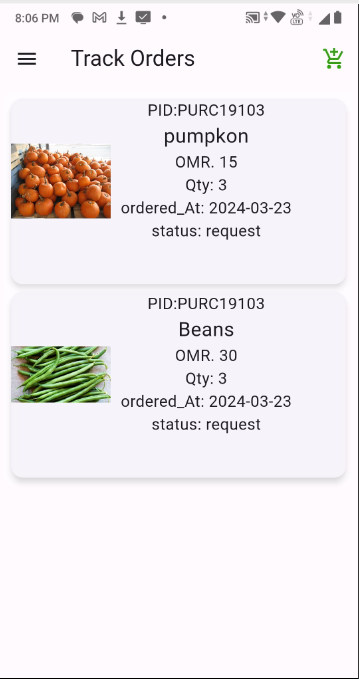 8:06 PM
Track Orders
PID:PURC19103
pumpkon
OMR. 15
Qty: 3
ordered_At: 2024-03-23
status: request
PID:PURC19103
Beans
OMR. 30
Qty: 3
ordered_At: 2024-03-23
status: request